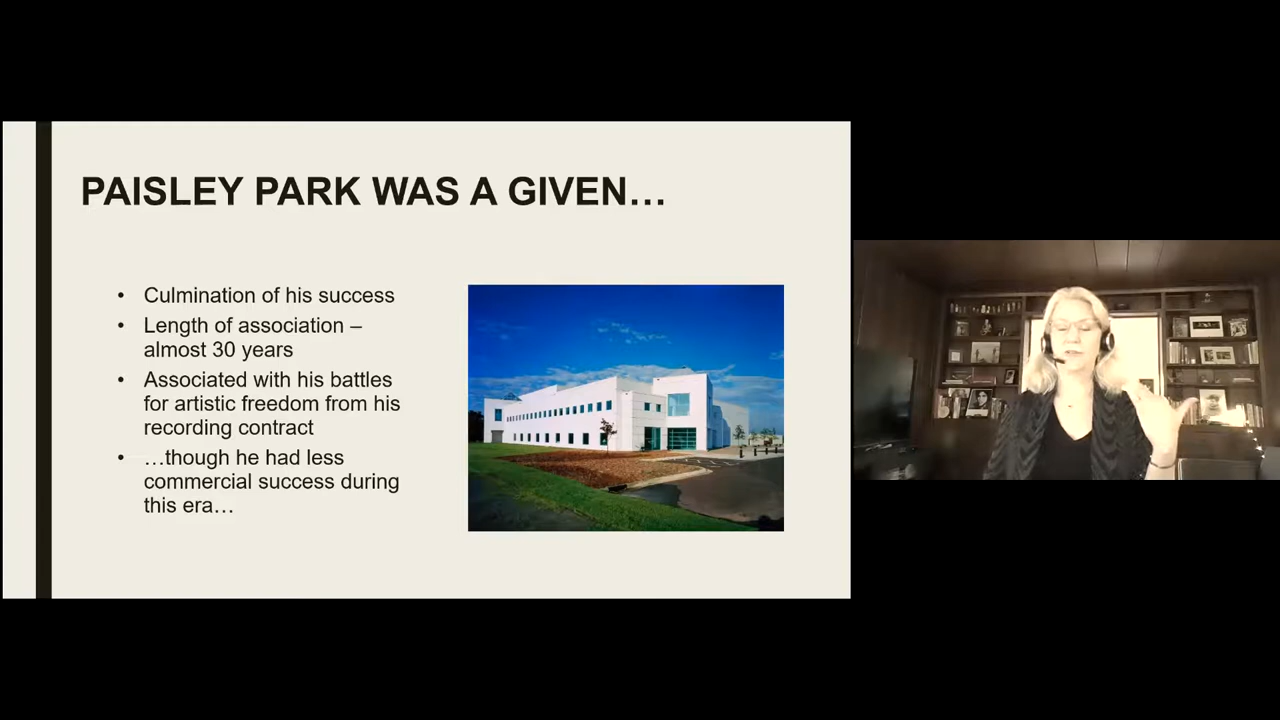 PAISLEY PARK WAS A GIVEN…
• Culmination of his success
• Length of association –
almost 30 years
• Associated with his battles
for artistic freedom from his
recording contract
• …though he had less
commercial success during
this era…